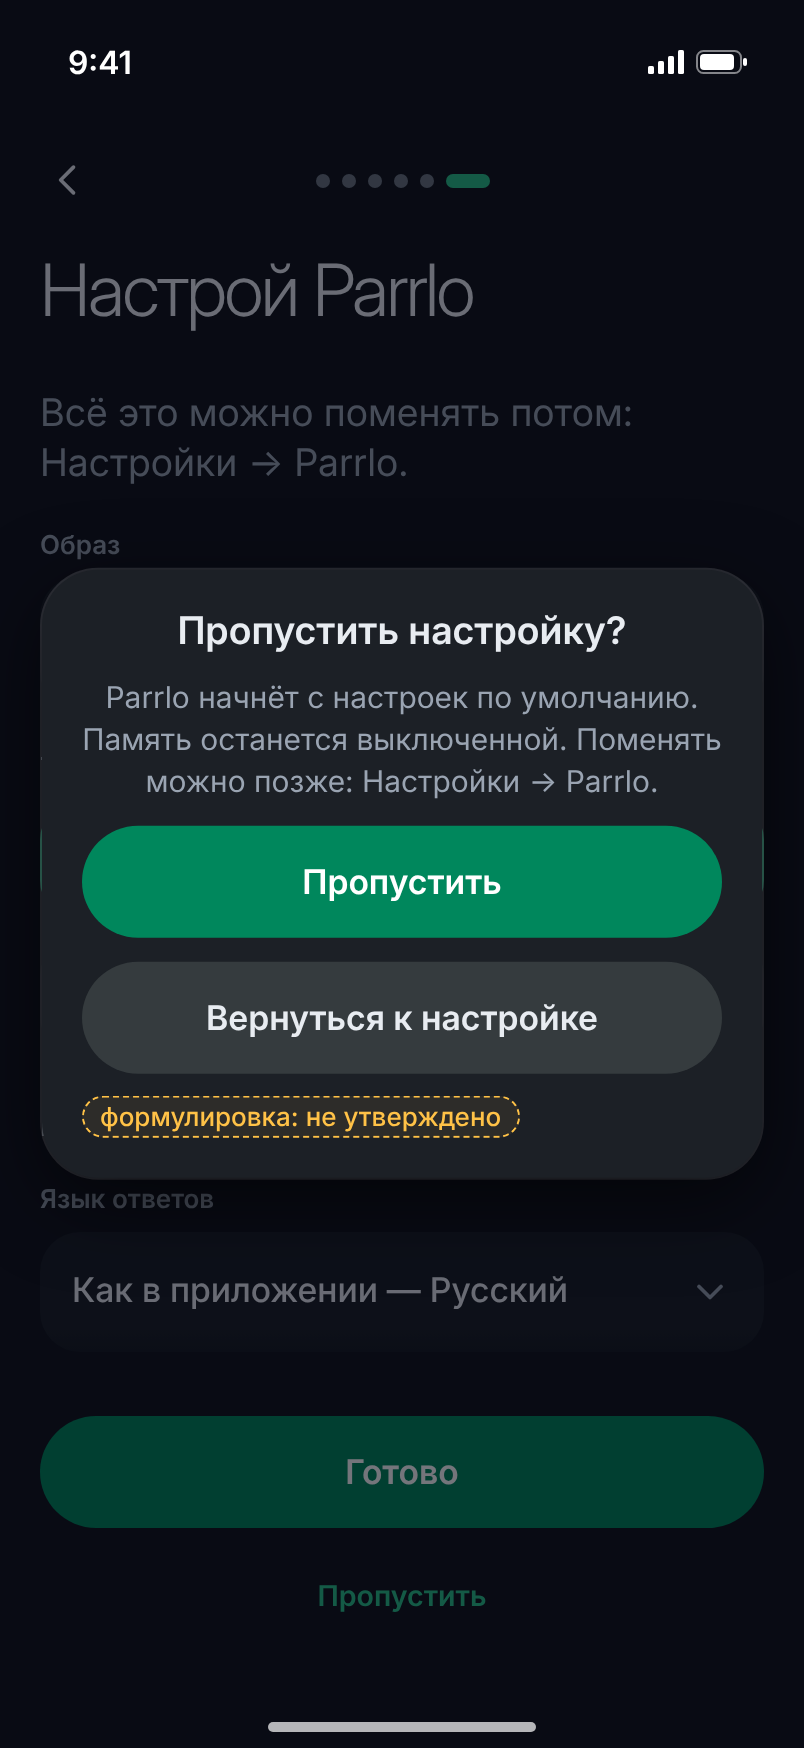 9:41
Настрой Parrlo
Всё это можно поменять потом:
Настройки → Parrlo.
Образ
Пропустить настройку?
Parrlo начнёт с настроек по умолчанию.
Память останется выключенной. Поменять
можно позже: Настройки → Parrlo.
Пропустить
Вернуться к настройке
формулировка: не утверждено
Язык ответов
Как в приложении — Русский
Готово
Пропустить